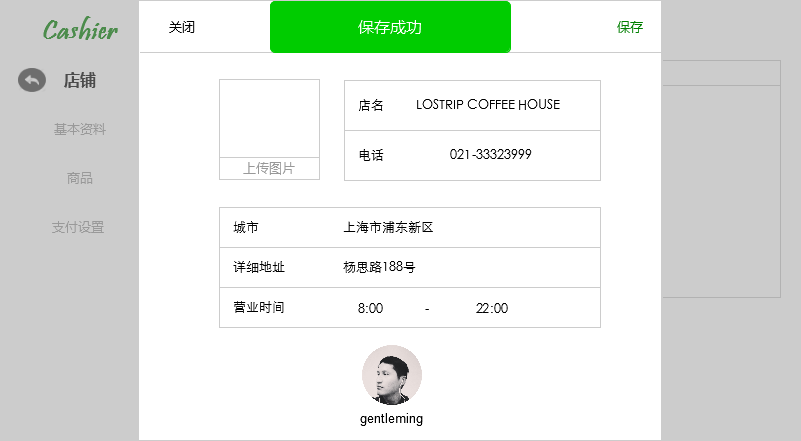 Cashier
店铺
基本资料
商品
支付设置
关闭
保存成功
保存
上传图片
店名 LOSTRIP COFFEE HOUSE
电话 021-33323999
城市 上海市浦东新区
详细地址 杨思路188号
营业时间 8:00 - 22:00
gentleming